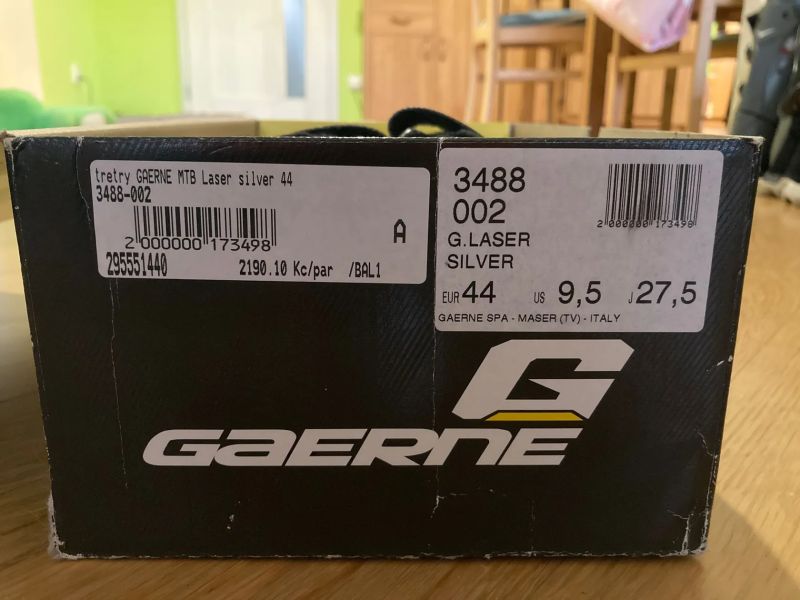 tretry GAERNE MTB Laser silver 44
3488-002
2 000000 173498
A
295551440 2190.10 Kc/par /BAL1
3488
002
2 000000 173498
G.LASER
SILVER
EUR 44 US 9,5 J 27,5
GAERNE SPA - MASER (TV) - ITALY
G
GAERNE